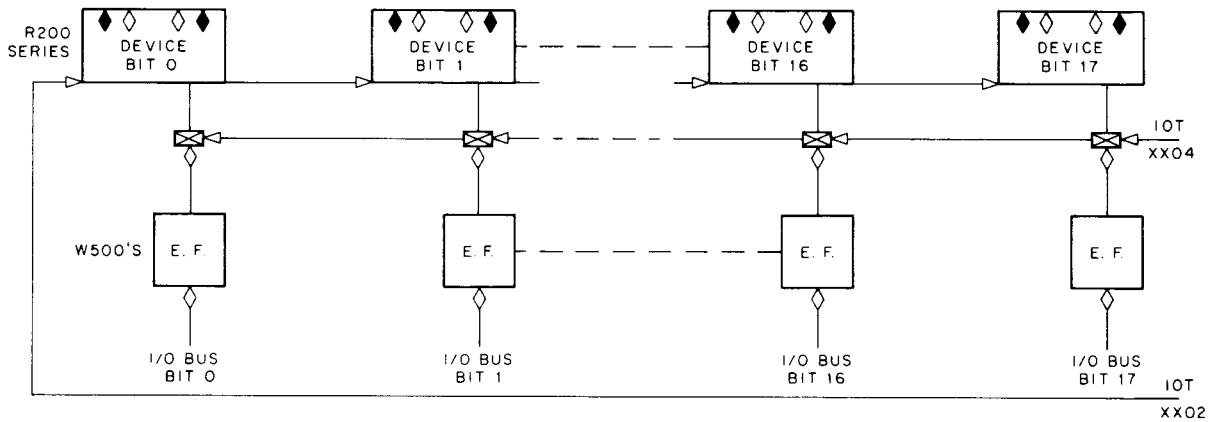 R200
SERIES
DEVICE
BIT 0
DEVICE
BIT 1
DEVICE
BIT 16
DEVICE
BIT 17
IOT
XX04
W500'S
E. F.
E. F.
E. F.
E. F.
I/O BUS
BIT 0
I/O BUS
BIT 1
I/O BUS
BIT 16
I/O BUS
BIT 17
IOT
XX02